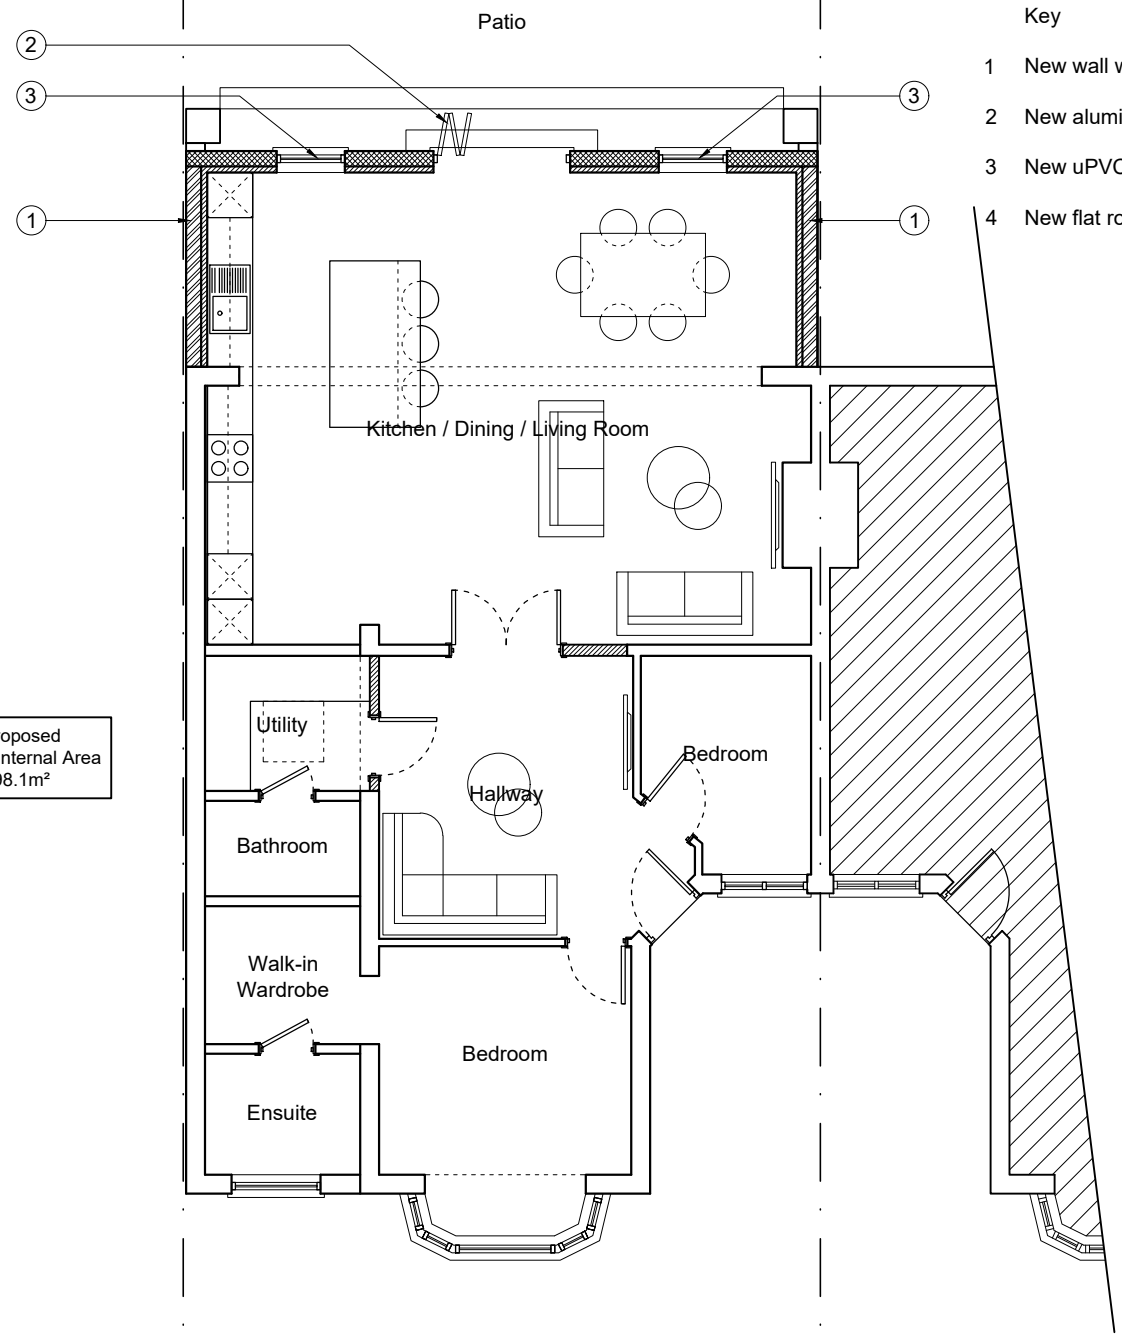 Patio
Key
2
3
3
1
1
1 New wall w
2 New alumi
3 New uPVC
4 New flat ro
Kitchen / Dining / Living Room
Utility
Bedroom
oposed
nternal Area
98.1m²
Hallway
Bathroom
Walk-in
Wardrobe
Bedroom
Ensuite